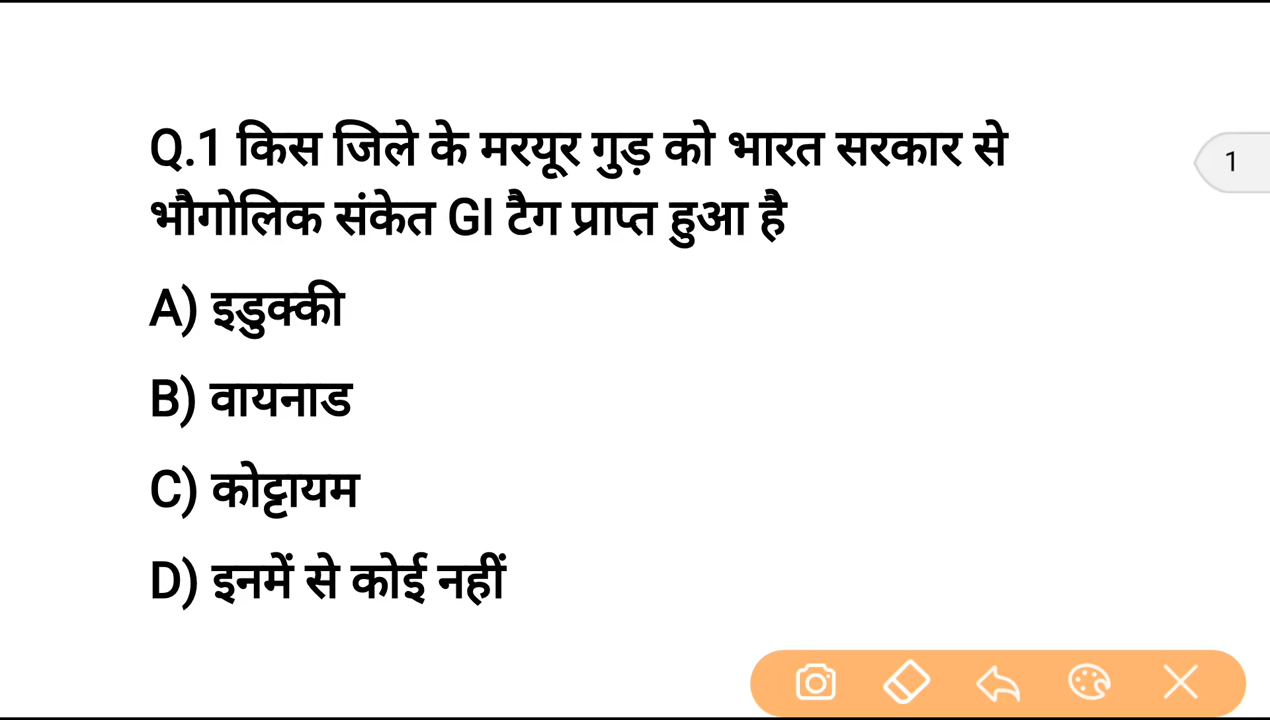 Q.1 किस जिले के मरयूर गुड़ को भारत सरकार से
भौगोलिक संकेत GI टैग प्राप्त हुआ है
A) इडुक्की
B) वायनाड
C) कोट्टायम
D) इनमें से कोई नहीं
1